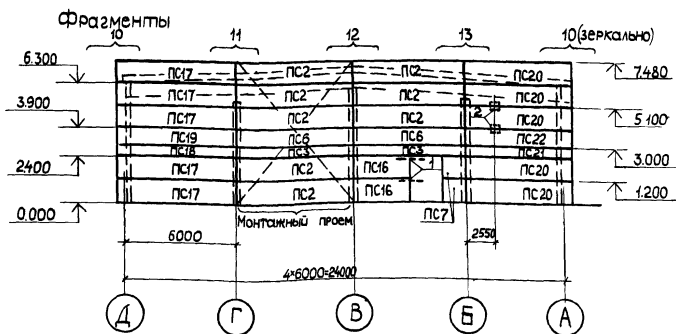 Фрагменты
10 11 12 13 10 (зеркально)
6.300 ПС17 ПС2 ПС2 ПС20 7.480
ПС17 ПС2 ПС2 ПС20
3.900 ПС17 ПС2 ПС2 2 ПС20 5.100
ПС19 ПС6 ПС6 ПС22
2.400 ПС18 ПС3 ПС3 ПС21 3.000
ПС17 ПС2 ПС16 1 ПС20
0.000 ПС17 ПС2 ПС16 ПС7 ПС20 1.200
Монтажный проем
6000 2550
4×6000=24000
Д Г В Б А